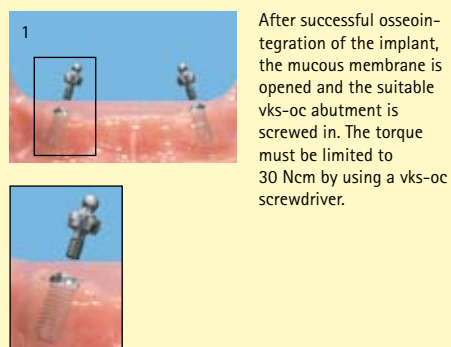 1
After successful osseoin-
tegration of the implant,
the mucous membrane is
opened and the suitable
vks-oc abutment is
screwed in. The torque
must be limited to
30 Ncm by using a vks-oc
screwdriver.